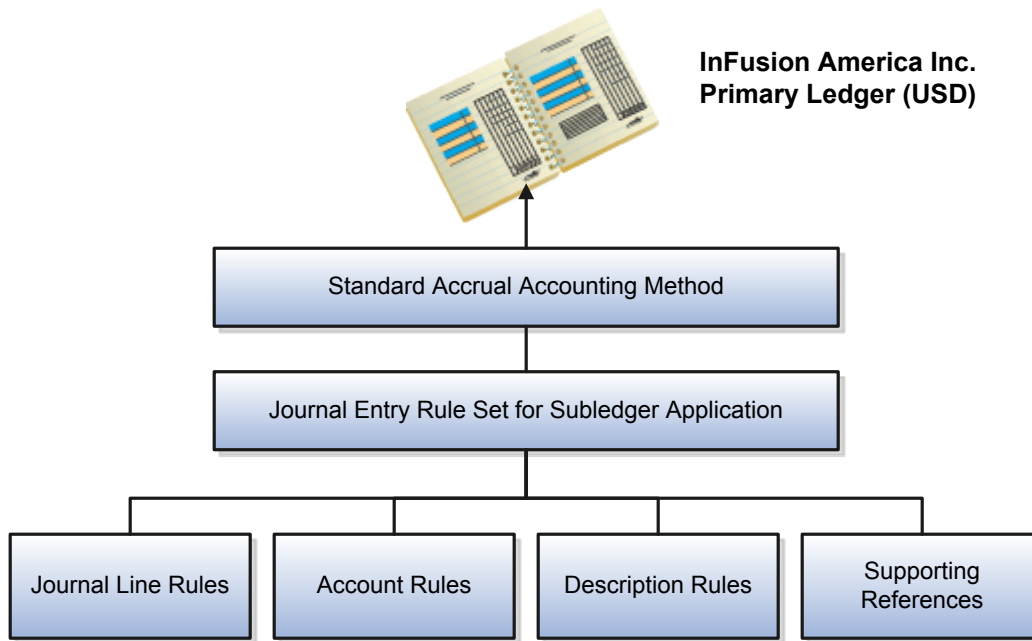 InFusion America Inc.
Primary Ledger (USD)
Standard Accrual Accounting Method
Journal Entry Rule Set for Subledger Application
Journal Line Rules
Account Rules
Description Rules
Supporting
References